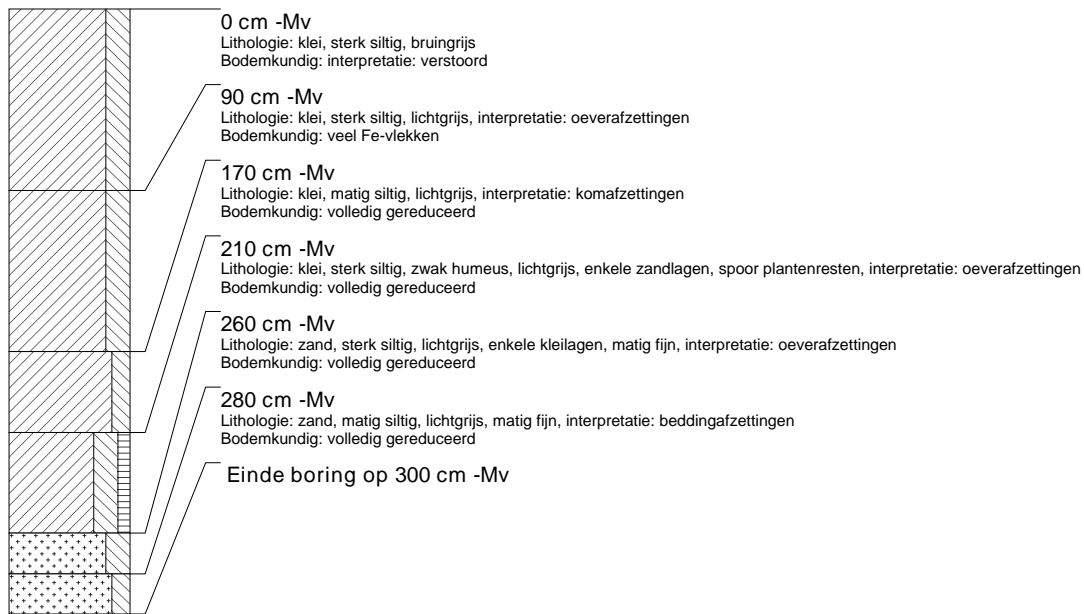 0 cm -Mv
Lithologie: klei, sterk siltig, bruingrijs
Bodemkundig: interpretatie: verstoord
90 cm -Mv
Lithologie: klei, sterk siltig, lichtgrijs, interpretatie: oeverafzettingen
Bodemkundig: veel Fe-vlekken
170 cm -Mv
Lithologie: klei, matig siltig, lichtgrijs, interpretatie: komafzettingen
Bodemkundig: volledig gereduceerd
210 cm -Mv
Lithologie: klei, sterk siltig, zwak humeus, lichtgrijs, enkele zandlagen, spoor plantenresten, interpretatie: oeverafzettingen
Bodemkundig: volledig gereduceerd
260 cm -Mv
Lithologie: zand, sterk siltig, lichtgrijs, enkele kleilagen, matig fijn, interpretatie: oeverafzettingen
Bodemkundig: volledig gereduceerd
280 cm -Mv
Lithologie: zand, matig siltig, lichtgrijs, matig fijn, interpretatie: beddingafzettingen
Bodemkundig: volledig gereduceerd
Einde boring op 300 cm -Mv